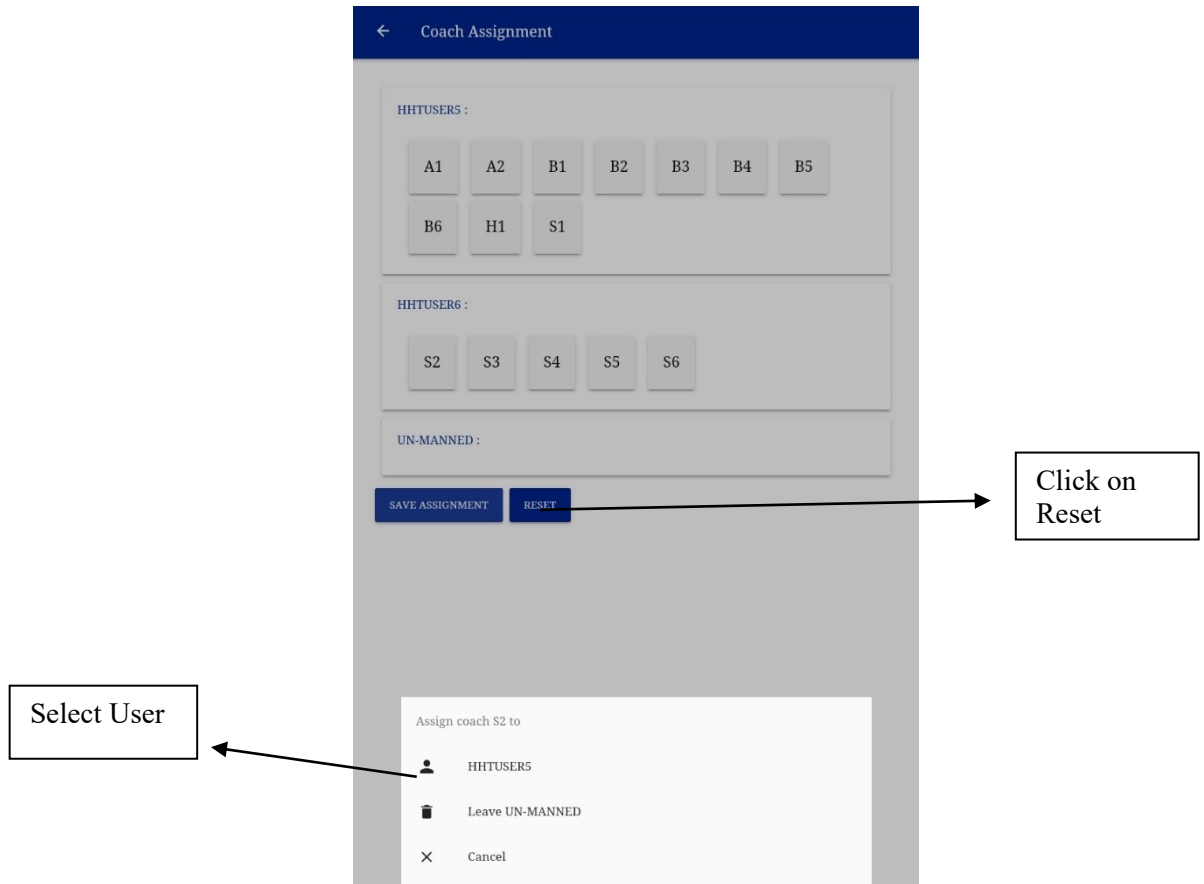 Coach Assignment
HHTUSER5 :
A1 A2 B1 B2 B3 B4 B5
B6 H1 S1
HHTUSER6 :
S2 S3 S4 S5 S6
UN-MANNED :
SAVE ASSIGNMENT RESET
Click on
Reset
Select User
Assign coach S2 to
HHTUSER5
Leave UN-MANNED
Cancel